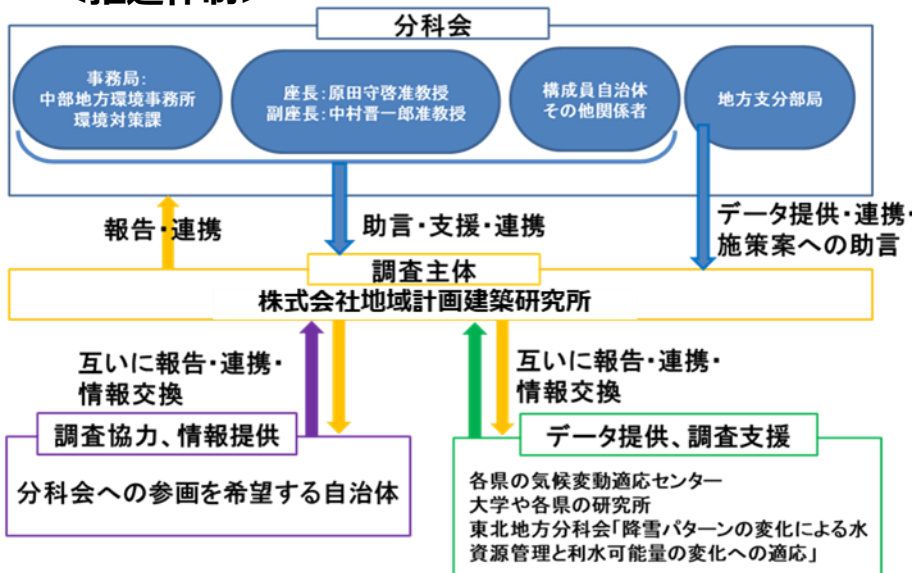 <推進体制>
分科会
事務局:
中部地方環境事務所
環境対策課
座長:原田守啓准教授
副座長:中村晋一郎准教授
構成員自治体
その他関係者
地方支分部局
報告・連携
助言・支援・連携
データ提供・連携・
施策案への助言
調査主体
株式会社地域計画建築研究所
互いに報告・連携・
情報交換
互いに報告・連携・
情報交換
調査協力、情報提供
分科会への参画を希望する自治体
データ提供、調査支援
各県の気候変動適応センター
大学や各県の研究所
東北地方分科会「降雪パターンの変化による水
資源管理と利水可能量の変化への適応」